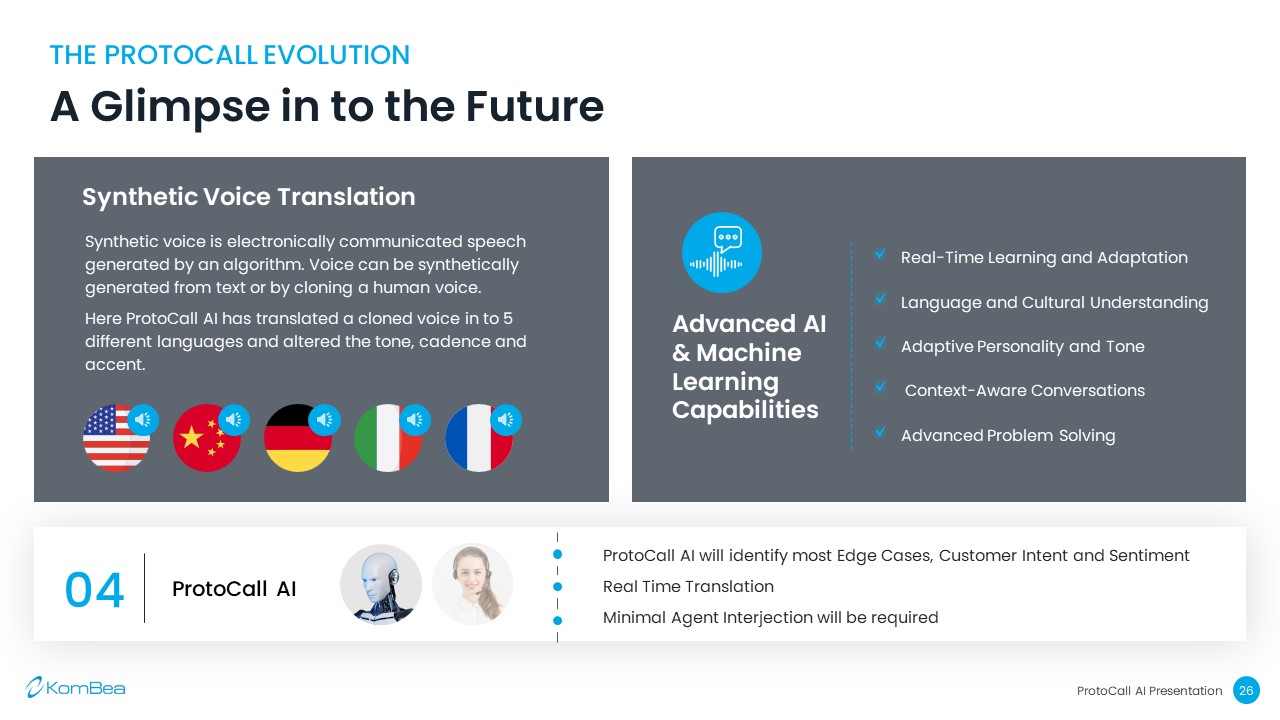 THE PROTOCALL EVOLUTION
A Glimpse in to the Future
Synthetic Voice Translation
Synthetic voice is electronically communicated speech
generated by an algorithm. Voice can be synthetically
generated from text or by cloning a human voice.
Here ProtoCall AI has translated a cloned voice in to 5
different languages and altered the tone, cadence and
accent.
Advanced AI
& Machine
Learning
Capabilities
Real-Time Learning and Adaptation
Language and Cultural Understanding
Adaptive Personality and Tone
Context-Aware Conversations
Advanced Problem Solving
04
ProtoCall AI
ProtoCall AI will identify most Edge Cases, Customer Intent and Sentiment
Real Time Translation
Minimal Agent Interjection will be required
KomBea
ProtoCall AI Presentation
26